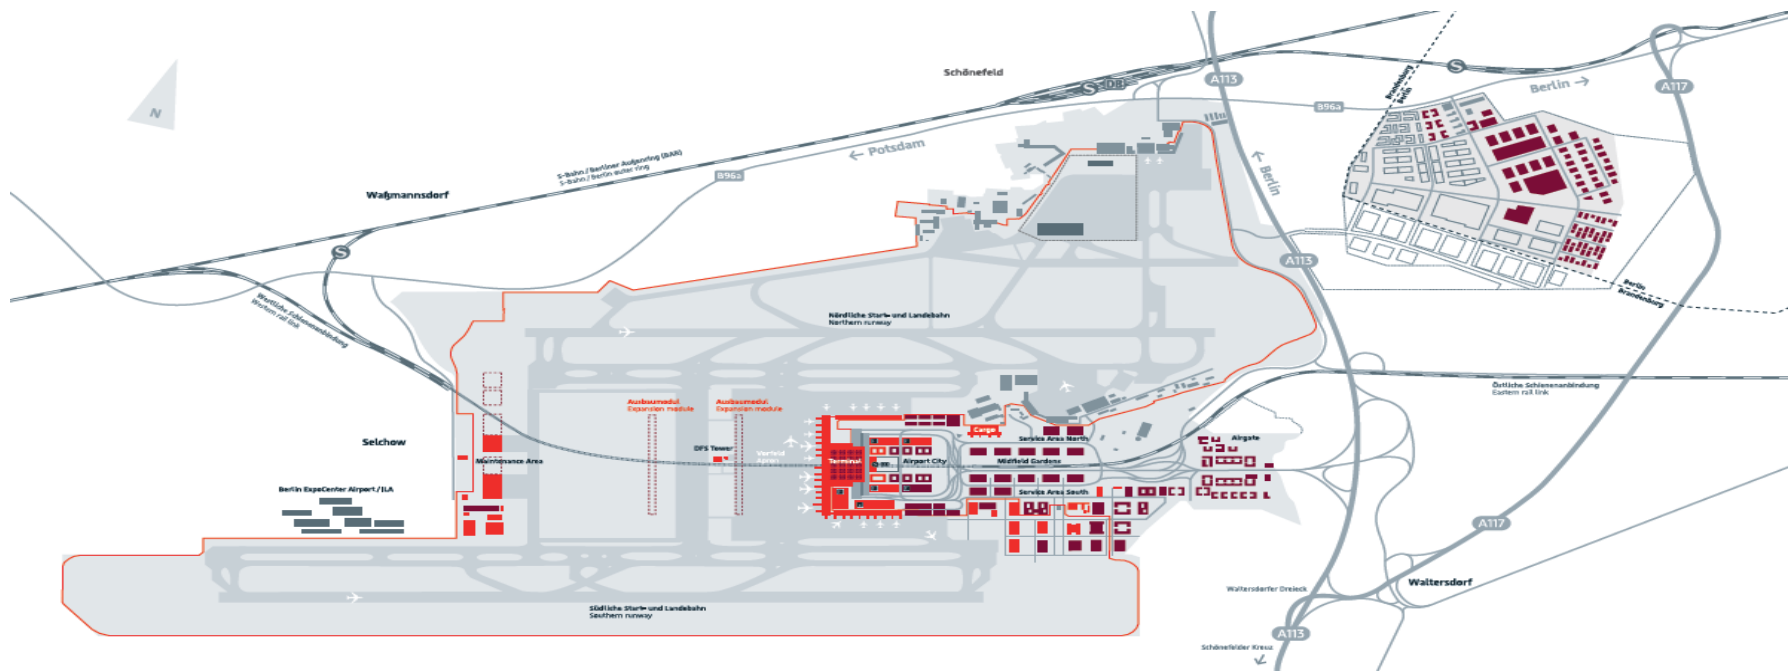 Schönefeld
A113
S
DB
S
Brandenburg
Berlin
Berlin →
A117
B96a
← Potsdam
S-Bahn / Berliner Außenring (BAR)
S-Bahn / Berlin outer ring
B96a
← Berlin
Waßmannsdorf
N
S
A113
Berlin
Brandenburg
Westliche Schienenanbindung
Western rail link
Nördliche Start- und Landebahn
Northern runway
Östliche Schienenanbindung
Eastern rail link
Ausbaumodul
Expansion module
Ausbaumodul
Expansion module
Selchow
Maintenance Area
DFS Tower
Vorfeld
Apron
Terminal
Airport City
Cargo
Service Area North
Midfield Gardens
Service Area South
Airgate
Berlin ExpoCenter Airport / ILA
A117
Waltersdorf
Waltersdorfer Dreieck
Südliche Start- und Landebahn
Southern runway
A113
Schönefelder Kreuz